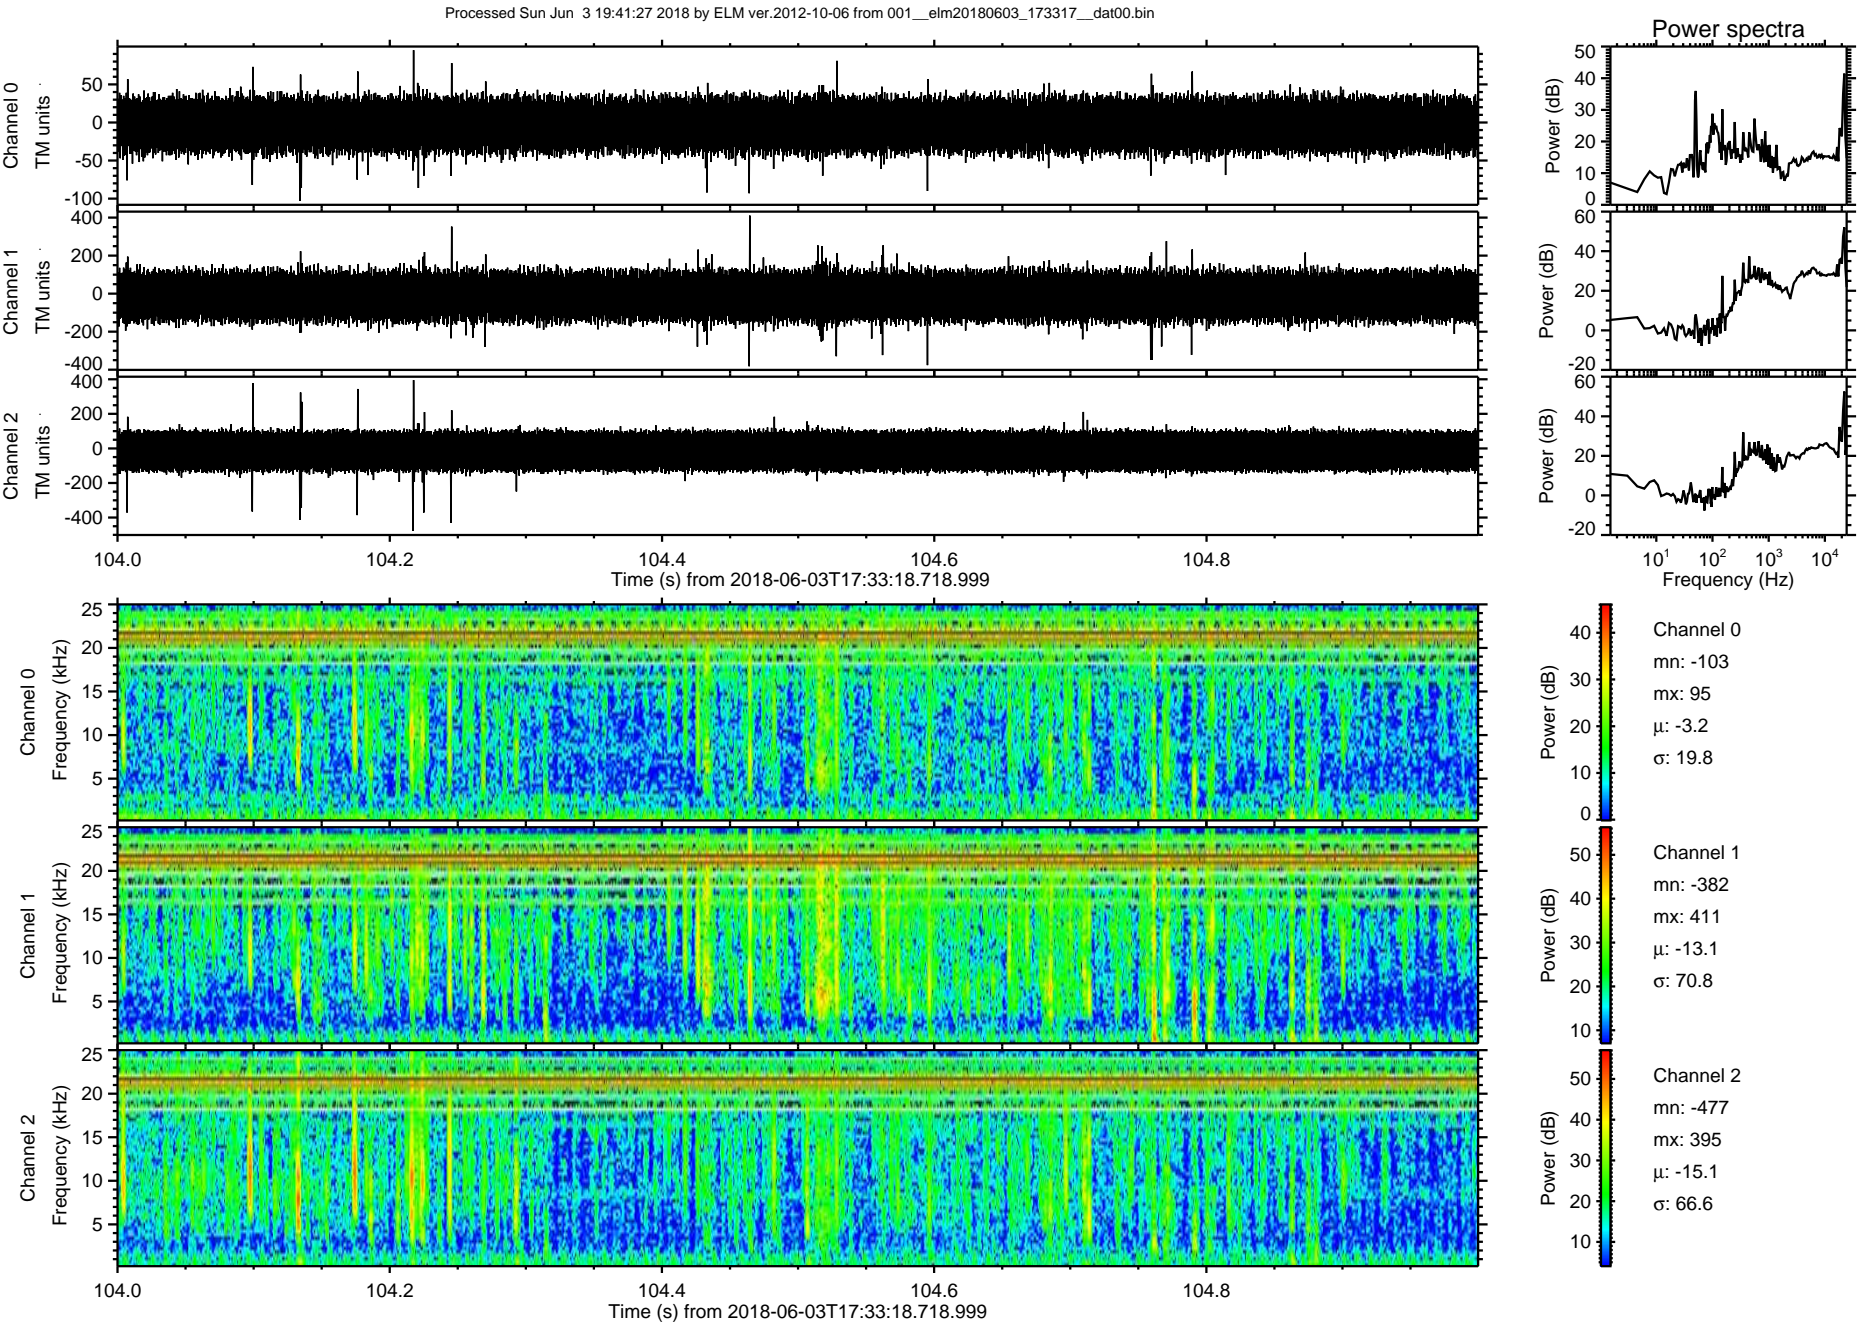 Processed Sun Jun  3 19:41:27 2018 by ELM ver.2012-10-06 from 001__elm20180603_173317__dat00.bin
Power spectra
Channel 0
TM units
50
0
-50
-100
Power (dB)
50
40
30
20
10
0
Channel 1
TM units
400
200
0
-200
-400
Power (dB)
60
40
20
0
-20
Channel 2
TM units
400
200
0
-200
-400
Power (dB)
60
40
20
0
-20
104.0 104.2 104.4 104.6 104.8
Time (s) from 2018-06-03T17:33:18.718.999
10^1 10^2 10^3 10^4
Frequency (Hz)
Channel 0
Frequency (kHz)
25
20
15
10
5
Power (dB)
40
30
20
10
0
Channel 0
mn: -103
mx: 95
μ: -3.2
σ: 19.8
Channel 1
Frequency (kHz)
25
20
15
10
5
Power (dB)
50
40
30
20
10
Channel 1
mn: -382
mx: 411
μ: -13.1
σ: 70.8
Channel 2
Frequency (kHz)
25
20
15
10
5
Power (dB)
50
40
30
20
10
Channel 2
mn: -477
mx: 395
μ: -15.1
σ: 66.6
104.0 104.2 104.4 104.6 104.8
Time (s) from 2018-06-03T17:33:18.718.999